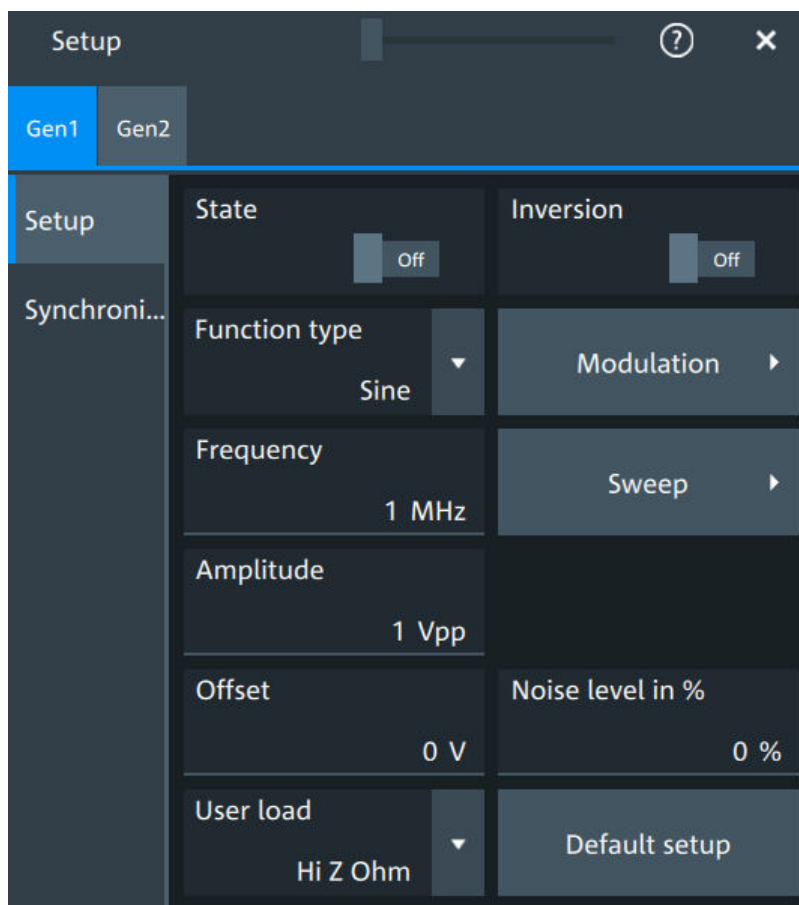 Setup
?
Gen1 Gen2
Setup
Synchroni...
State
Off
Inversion
Off
Function type
Sine
Modulation
Frequency
1 MHz
Sweep
Amplitude
1 Vpp
Offset
0 V
Noise level in %
0 %
User load
Hi Z Ohm
Default setup